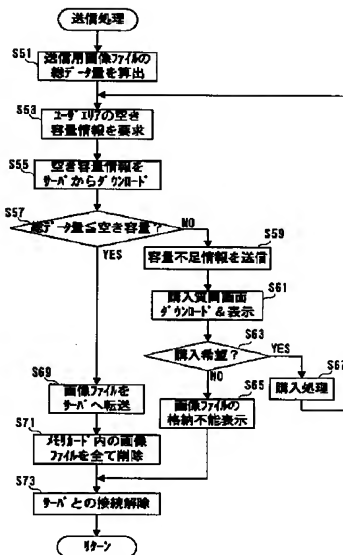 送信処理
S51
送信用画像ファイルの
総データ量を算出
S53
ユーザエリアの空き
容量情報を要求
S55
空き容量情報を
サーバからダウンロード
S57
総データ量≦空き容量?
NO
YES
S59
容量不足情報を送信
S61
購入質問画面
ダウンロード&表示
S63
購入希望?
YES
NO
S67
購入処理
S65
画像ファイルの
格納不能表示
S69
画像ファイルを
サーバへ転送
S71
メモリカード内の画像
ファイルを全て削除
S73
サーバとの接続解除
リターン